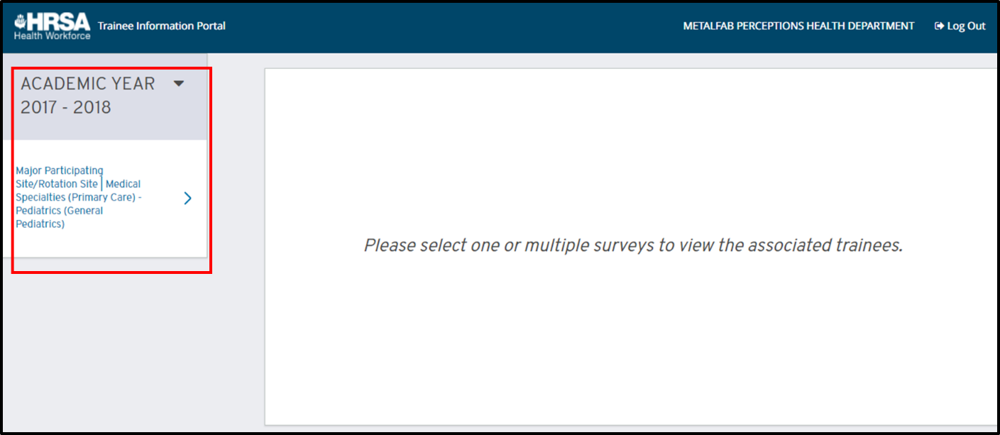 HRSA
Health Workforce
Trainee Information Portal
METALFAB PERCEPTIONS HEALTH DEPARTMENT
Log Out
ACADEMIC YEAR
2017 - 2018
Major Participating
Site/Rotation Site | Medical
Specialties (Primary Care) -
Pediatrics (General
Pediatrics)
Please select one or multiple surveys to view the associated trainees.